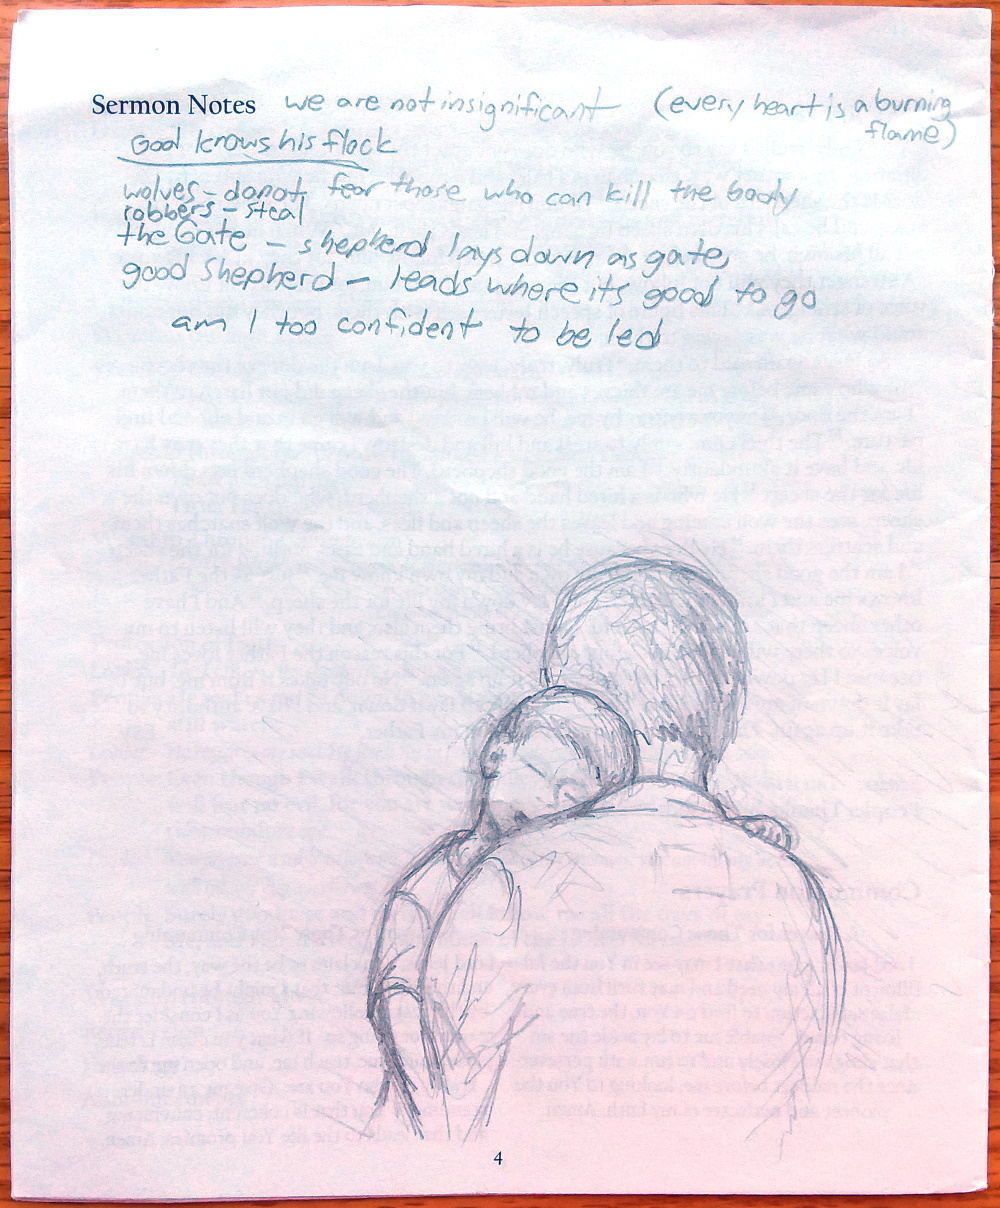 Sermon Notes we are not insignificant (every heart is a burning
flame)
God knows his flock
wolves – do not fear those who can kill the body
robbers – steal
the Gate – shepherd lays down as gate,
good Shepherd – leads where its good to go
am I too confident to be led
4